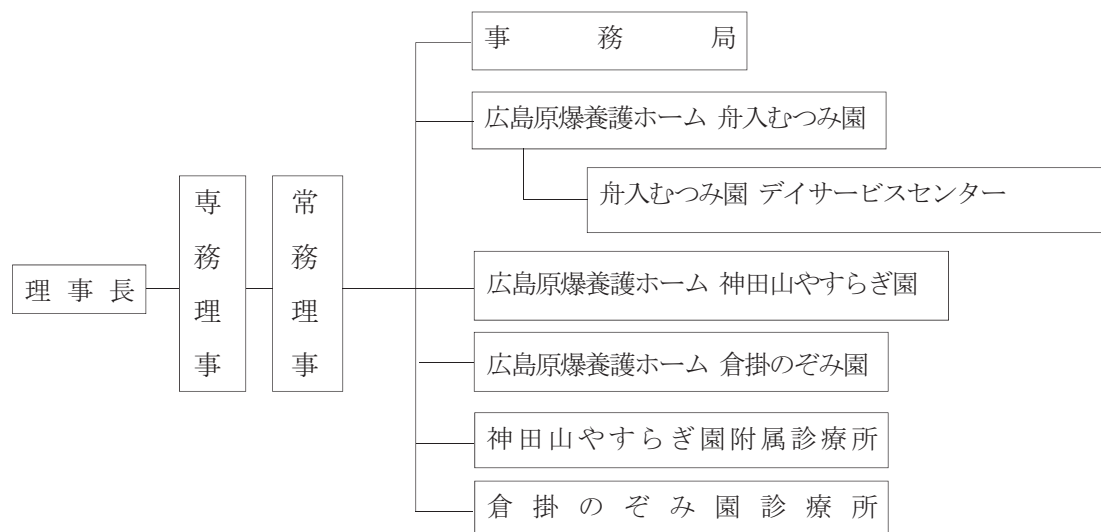 理事長
専務理事
常務理事
事務局
広島原爆養護ホーム 舟入むつみ園
舟入むつみ園 デイサービスセンター
広島原爆養護ホーム 神田山やすらぎ園
広島原爆養護ホーム 倉掛のぞみ園
神田山やすらぎ園附属診療所
倉掛のぞみ園診療所